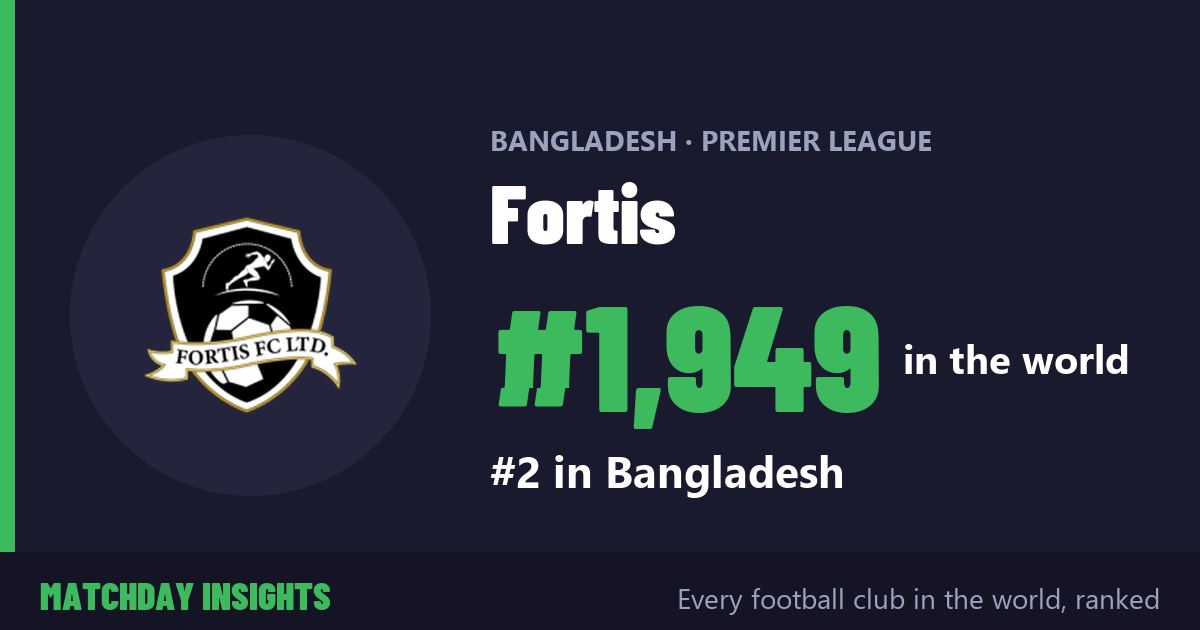 BANGLADESH · PREMIER LEAGUE
Fortis
FORTIS FC LTD.
#1,949 in the world
#2 in Bangladesh
MATCHDAY INSIGHTS
Every football club in the world, ranked